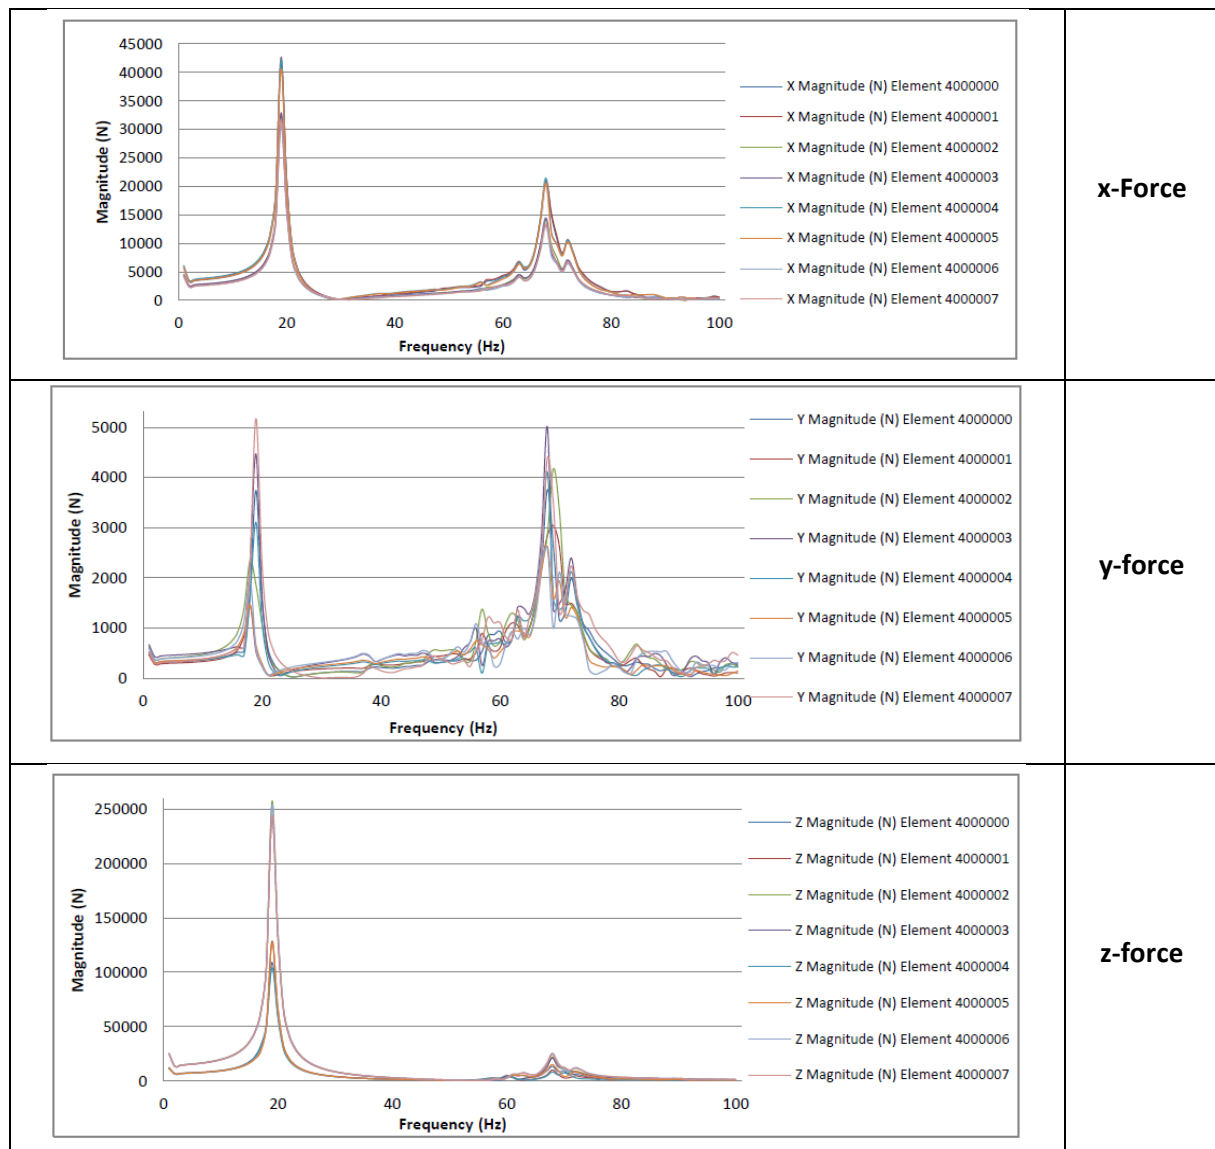 45000
40000
35000
30000
25000
20000
15000
10000
5000
0
Magnitude (N)
0 20 40 60 80 100
Frequency (Hz)
X Magnitude (N) Element 4000000
X Magnitude (N) Element 4000001
X Magnitude (N) Element 4000002
X Magnitude (N) Element 4000003
X Magnitude (N) Element 4000004
X Magnitude (N) Element 4000005
X Magnitude (N) Element 4000006
X Magnitude (N) Element 4000007
x-Force
5000
4000
3000
2000
1000
0
Magnitude (N)
0 20 40 60 80 100
Frequency (Hz)
Y Magnitude (N) Element 4000000
Y Magnitude (N) Element 4000001
Y Magnitude (N) Element 4000002
Y Magnitude (N) Element 4000003
Y Magnitude (N) Element 4000004
Y Magnitude (N) Element 4000005
Y Magnitude (N) Element 4000006
Y Magnitude (N) Element 4000007
y-force
250000
200000
150000
100000
50000
0
Magnitude (N)
0 20 40 60 80 100
Frequency (Hz)
Z Magnitude (N) Element 4000000
Z Magnitude (N) Element 4000001
Z Magnitude (N) Element 4000002
Z Magnitude (N) Element 4000003
Z Magnitude (N) Element 4000004
Z Magnitude (N) Element 4000005
Z Magnitude (N) Element 4000006
Z Magnitude (N) Element 4000007
z-force